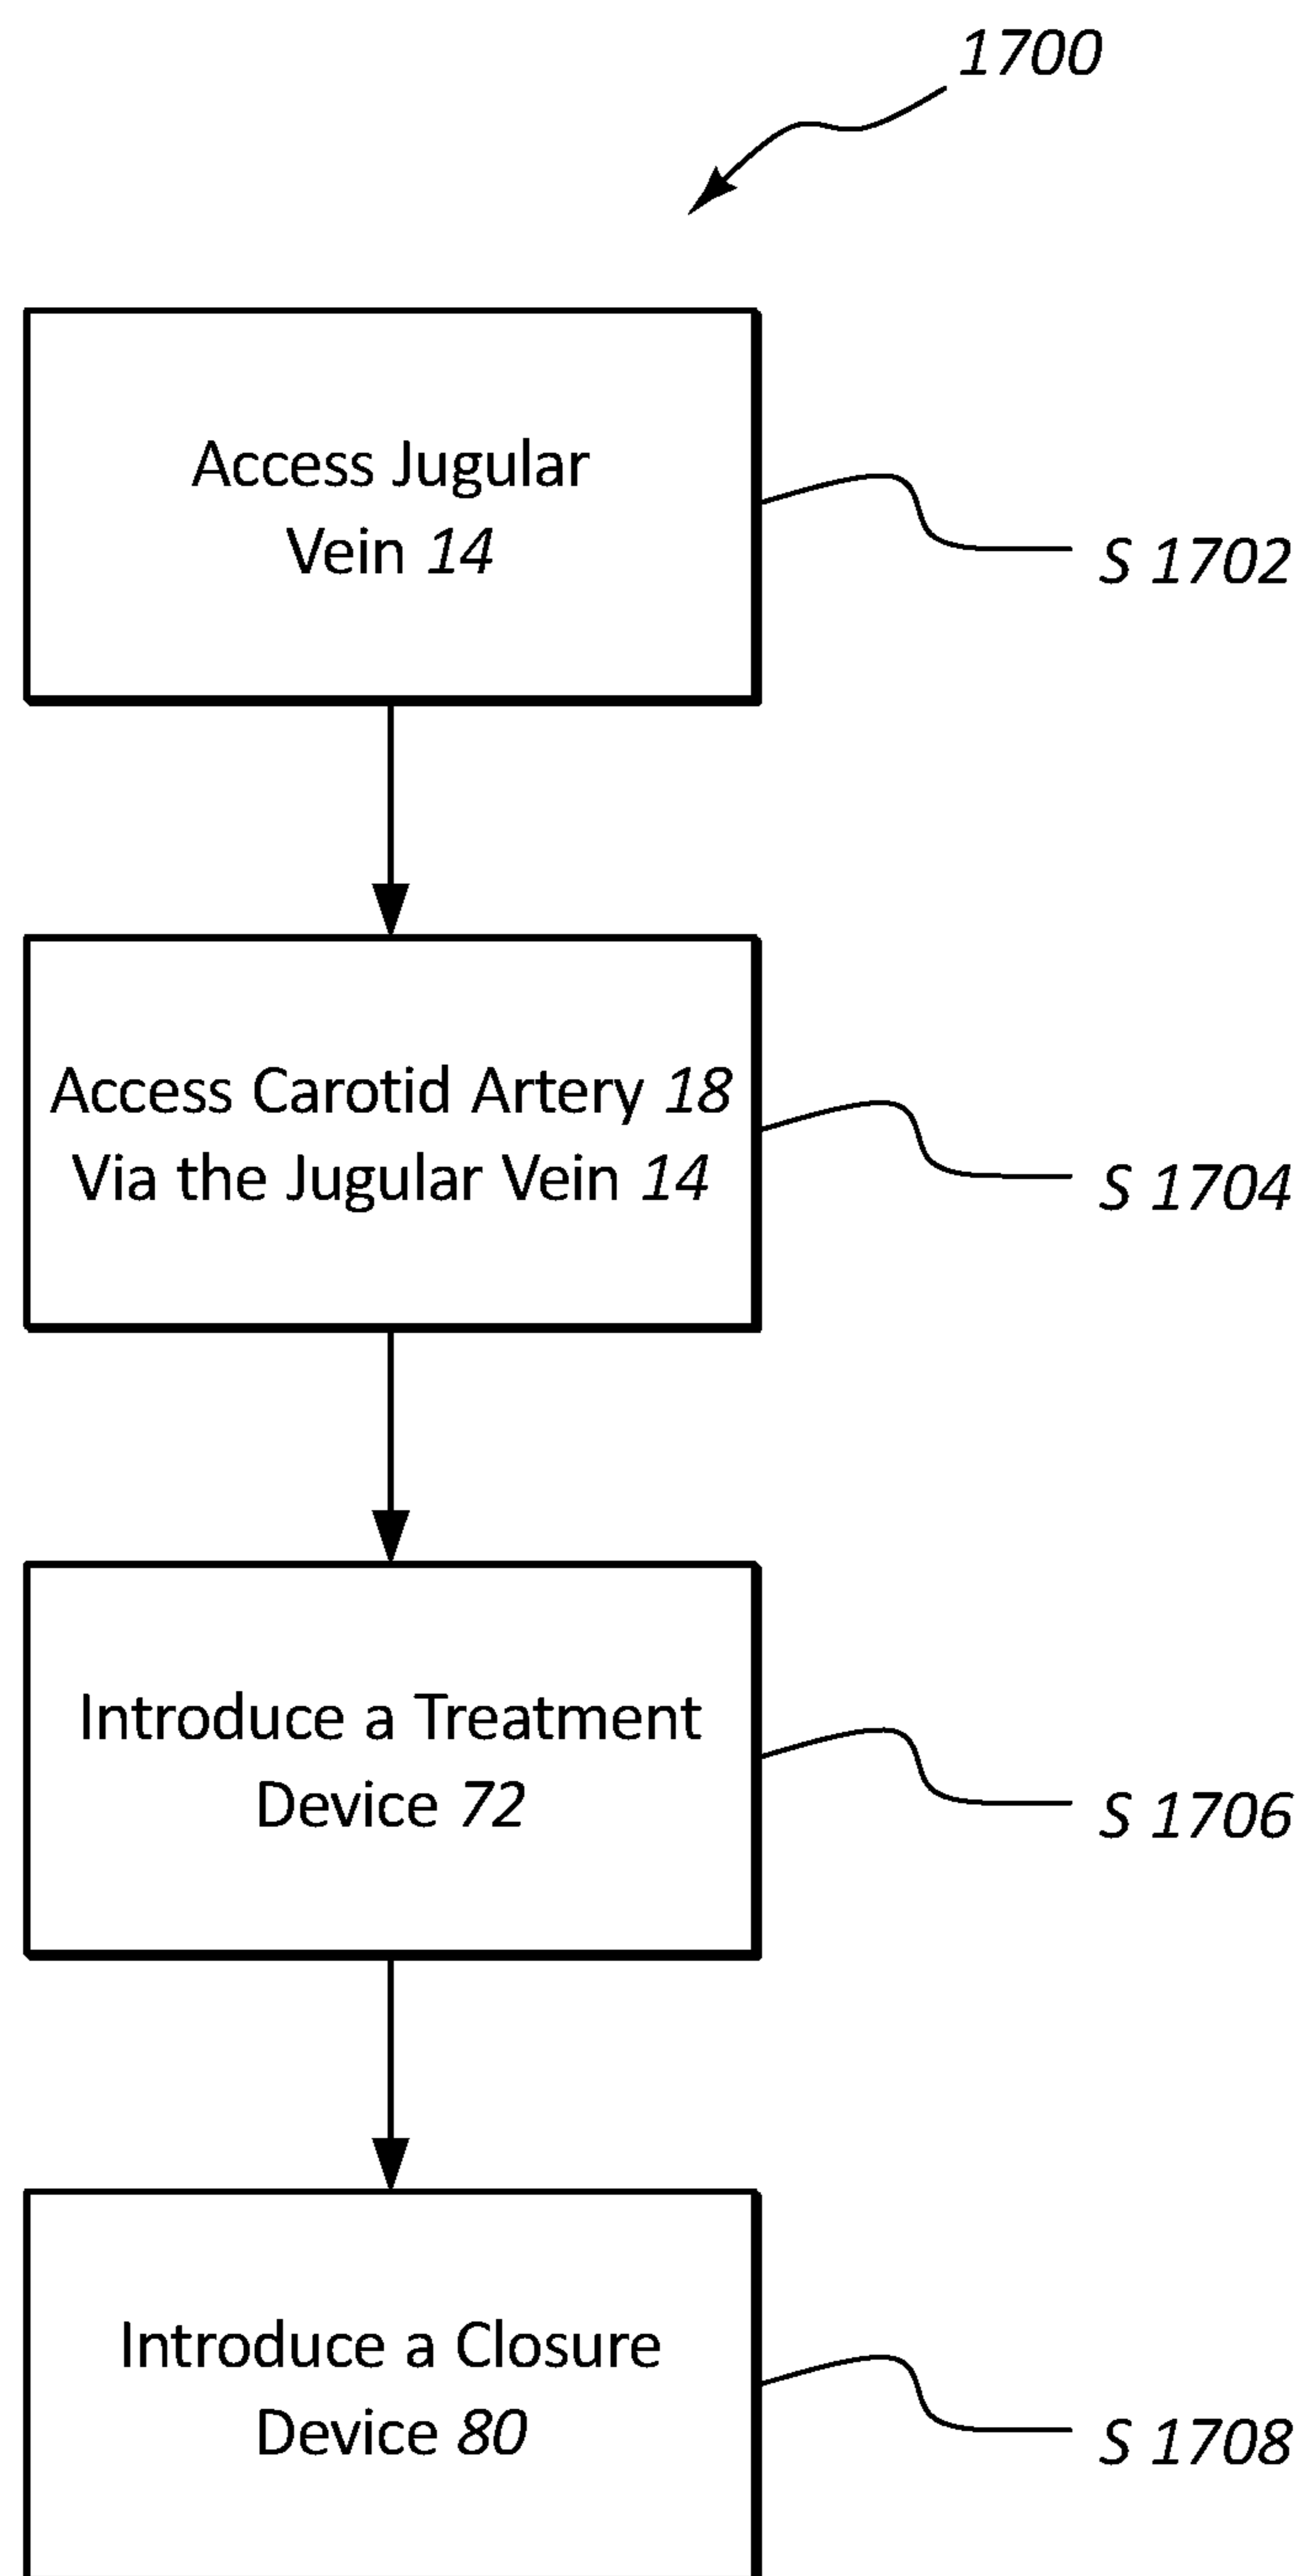 1700
Access Jugular
Vein 14
S 1702
Access Carotid Artery 18
Via the Jugular Vein 14
S 1704
Introduce a Treatment
Device 72
S 1706
Introduce a Closure
Device 80
S 1708